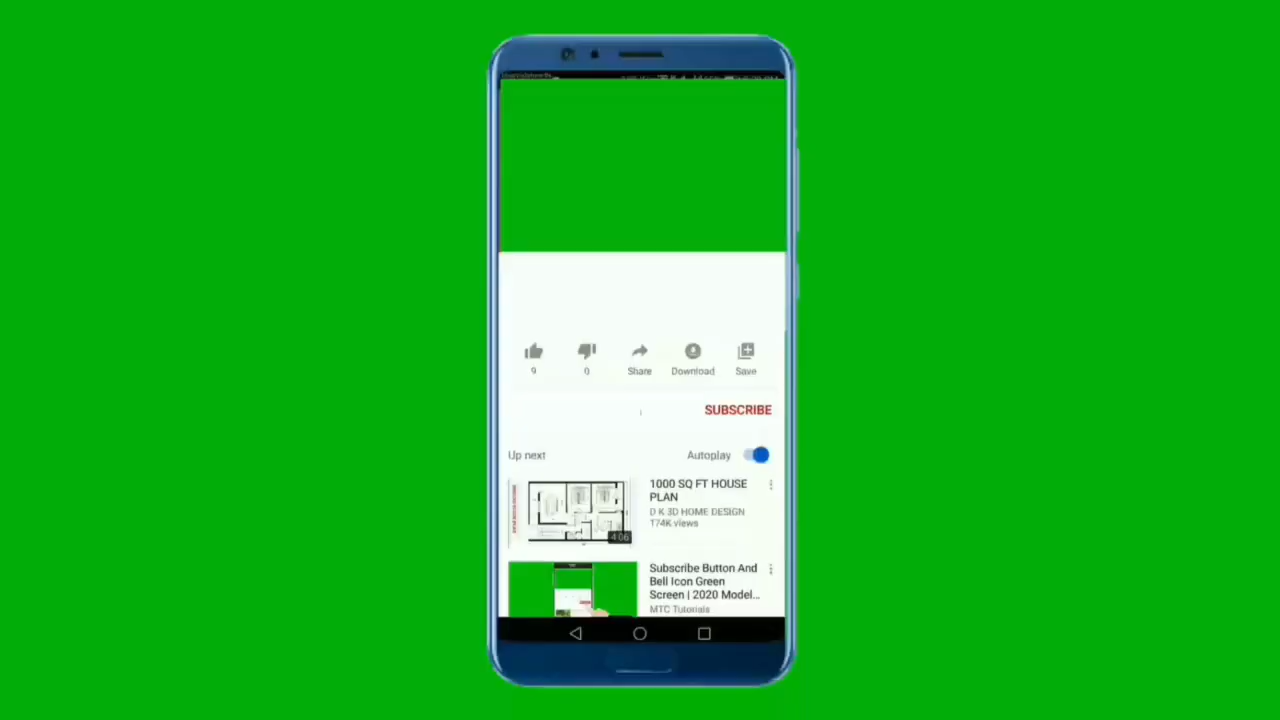 9
0
Share
Download
Save
SUBSCRIBE
Up next
Autoplay
1000 SQ FT HOUSE
PLAN
D K 3D HOME DESIGN
174K views
4:06
Subscribe Button And
Bell Icon Green
Screen | 2020 Model...
MTC Tutorials